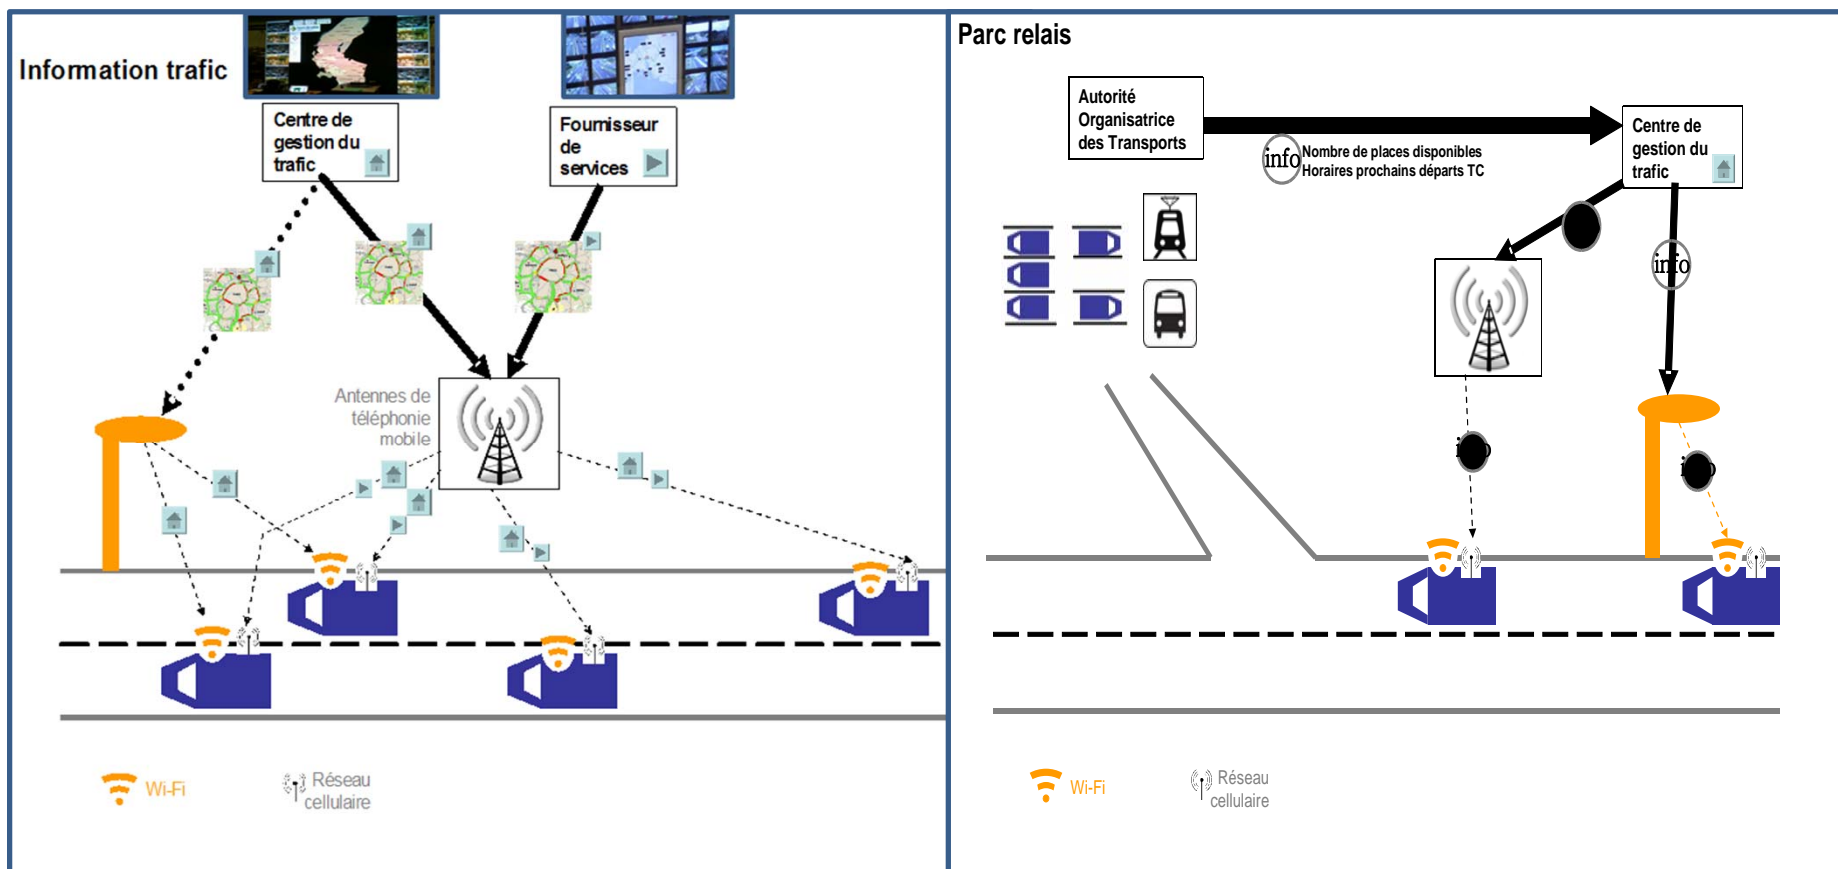 Information trafic
Centre de
gestion du
trafic
Fournisseur
de
services
Antennes de
téléphonie
mobile
Wi-Fi
Réseau
cellulaire
Parc relais
Autorité
Organisatrice
des Transports
info
Nombre de places disponibles
Horaires prochains départs TC
Centre de
gestion du
trafic
info
info
info
Wi-Fi
Réseau
cellulaire